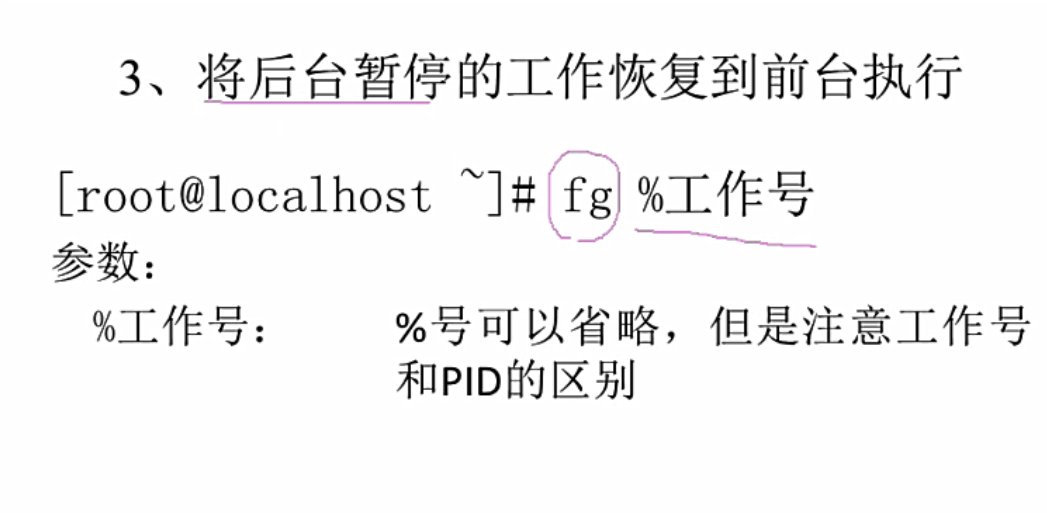 3、将后台暂停的工作恢复到前台执行
[root@localhost ~]# fg %工作号
参数：
%工作号： %号可以省略，但是注意工作号
和PID的区别